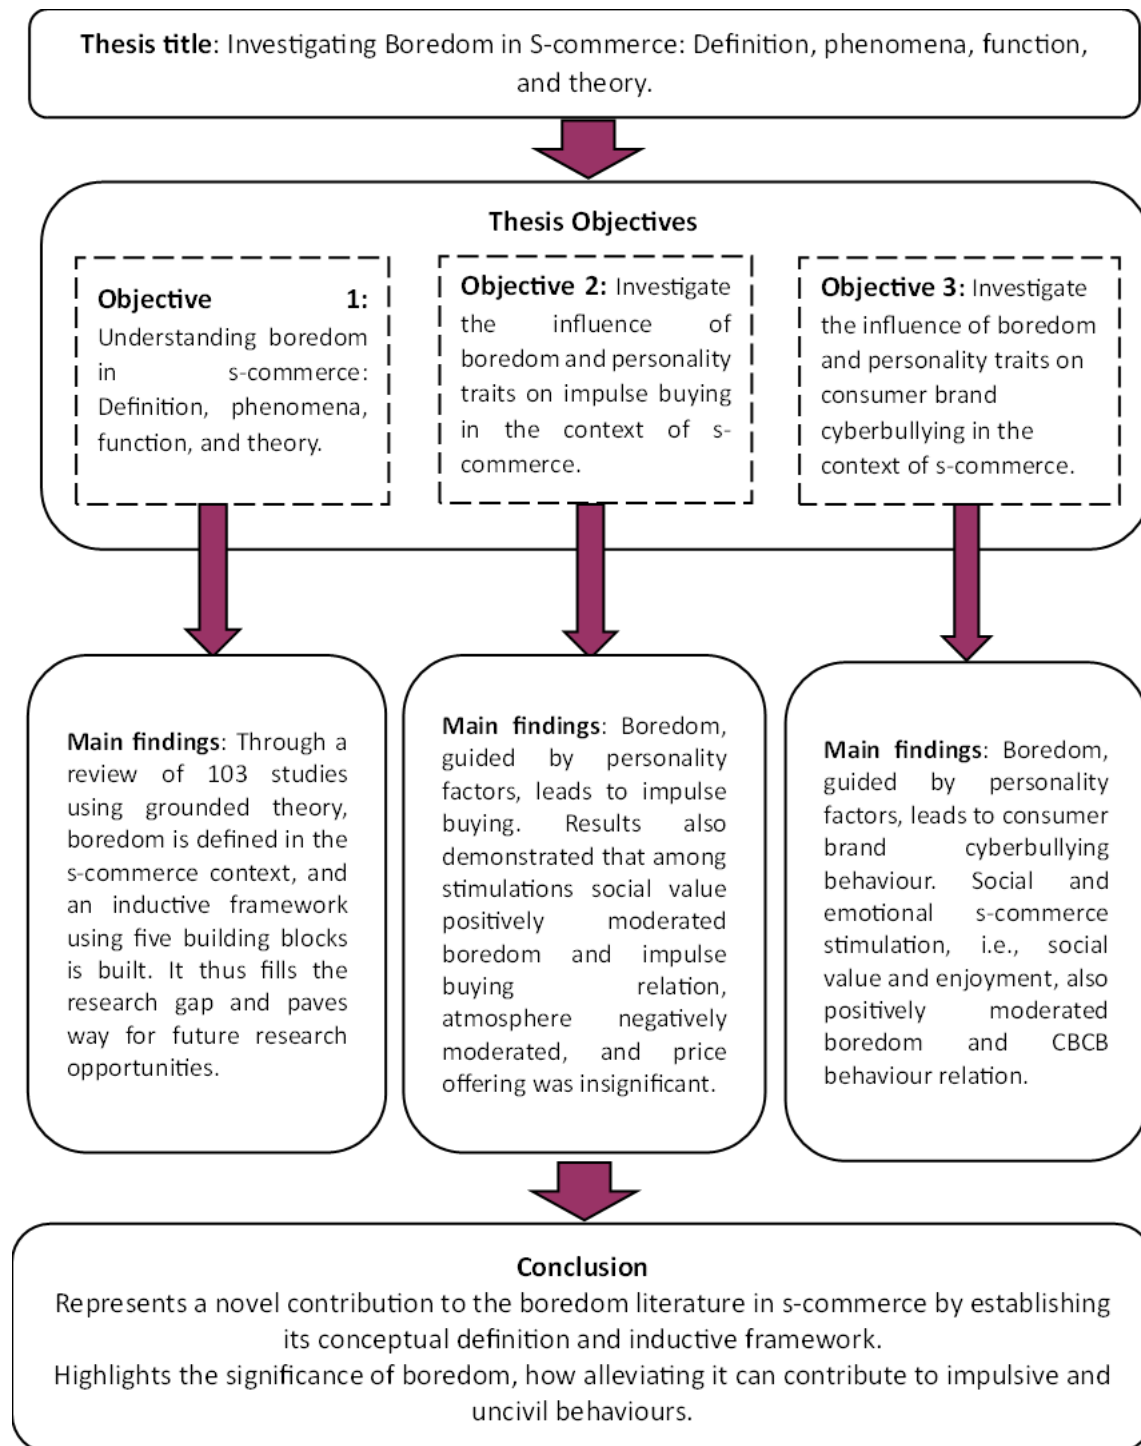 Thesis title: Investigating Boredom in S-commerce: Definition, phenomena, function,
and theory.
Thesis Objectives
Objective 1:
Understanding boredom
in s-commerce:
Definition, phenomena,
function, and theory.
Objective 2: Investigate
the influence of
boredom and personality
traits on impulse buying
in the context of s-
commerce.
Objective 3: Investigate
the influence of boredom
and personality traits on
consumer brand
cyberbullying in the
context of s-commerce.
Main findings: Through a
review of 103 studies
using grounded theory,
boredom is defined in the
s-commerce context, and
an inductive framework
using five building blocks
is built. It thus fills the
research gap and paves
way for future research
opportunities.
Main findings: Boredom,
guided by personality
factors, leads to impulse
buying. Results also
demonstrated that among
stimulations social value
positively moderated
boredom and impulse
buying relation,
atmosphere negatively
moderated, and price
offering was insignificant.
Main findings: Boredom,
guided by personality
factors, leads to consumer
brand cyberbullying
behaviour. Social and
emotional s-commerce
stimulation, i.e., social
value and enjoyment, also
positively moderated
boredom and CBCB
behaviour relation.
Conclusion
Represents a novel contribution to the boredom literature in s-commerce by establishing
its conceptual definition and inductive framework.
Highlights the significance of boredom, how alleviating it can contribute to impulsive and
uncivil behaviours.